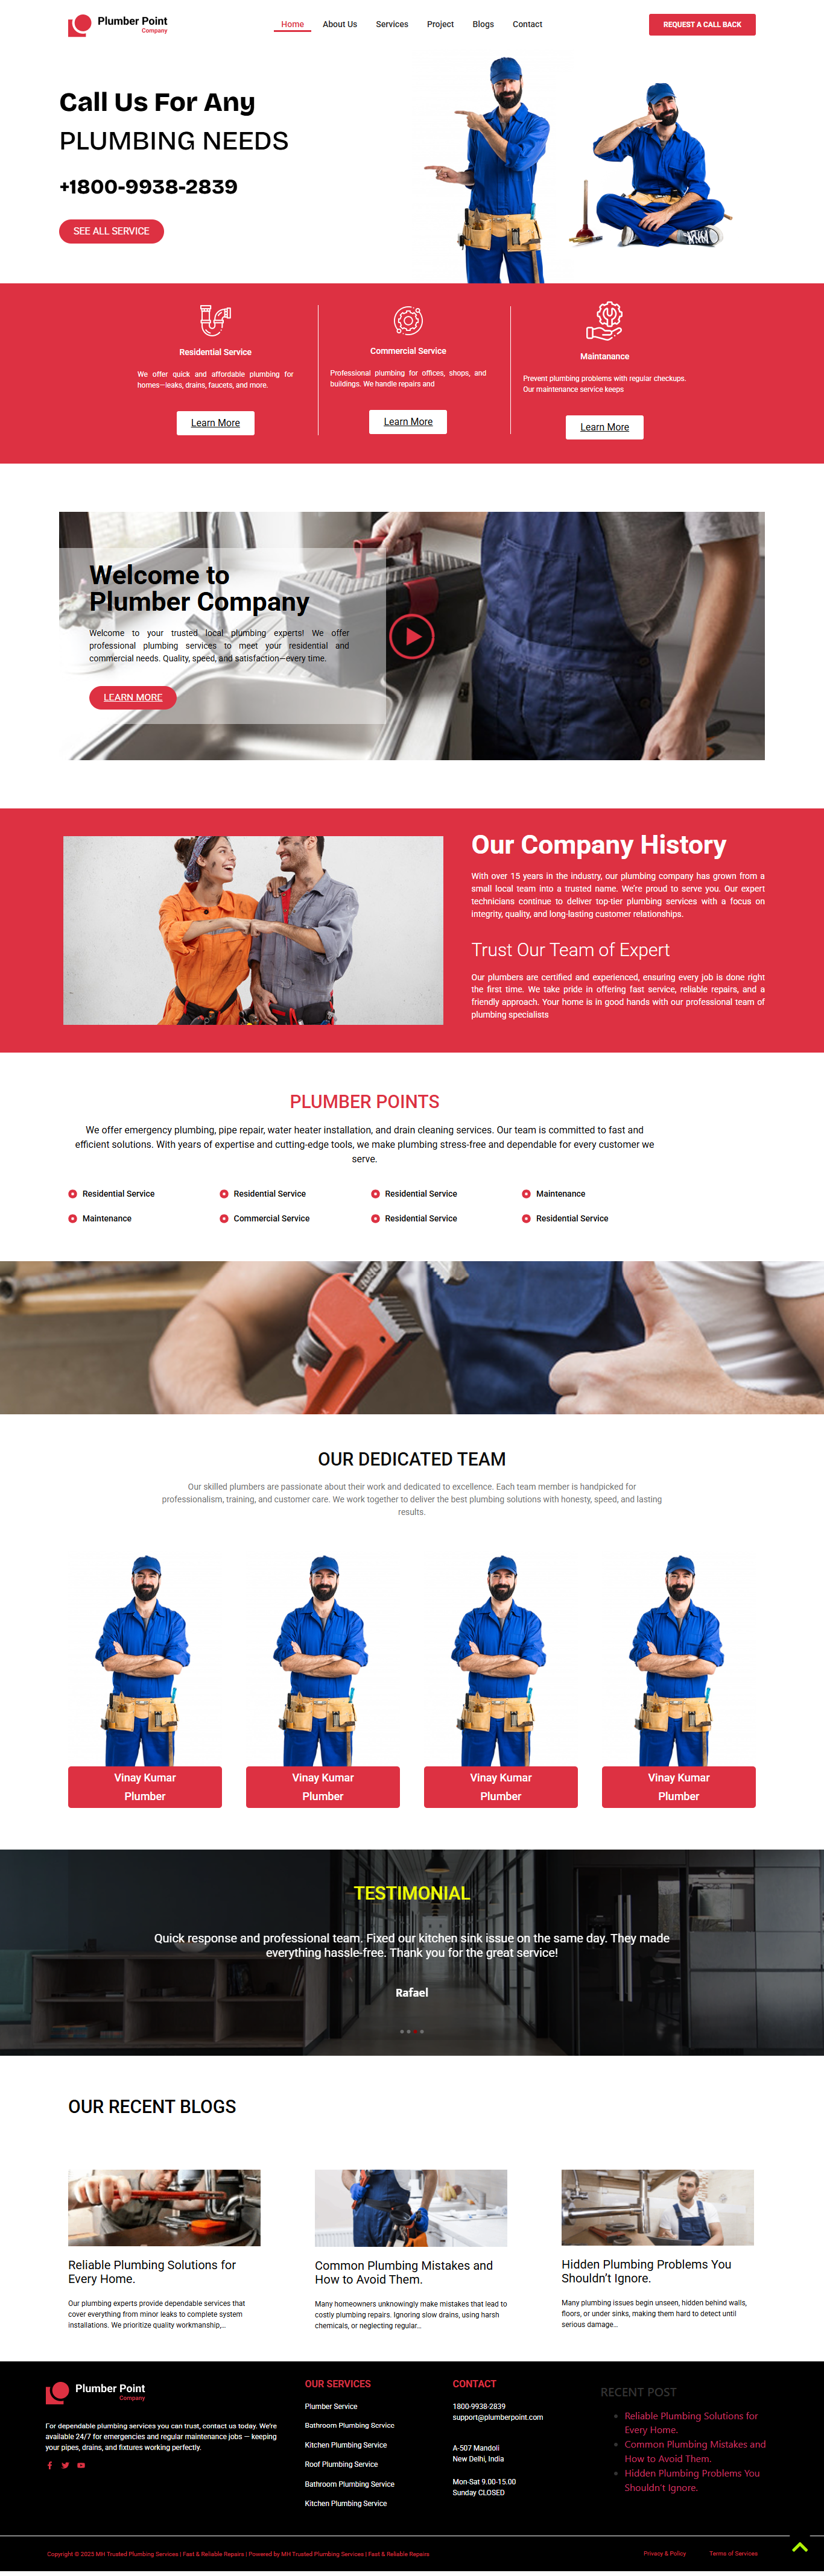 Plumber Point
Company
Home
About Us
Services
Project
Blogs
Contact
REQUEST A CALL BACK
Call Us For Any
PLUMBING NEEDS
+1800-9938-2839
SEE ALL SERVICE
Residential Service
We offer quick and affordable plumbing for
homes—leaks, drains, faucets, and more.
Learn More
Commercial Service
Professional plumbing for offices, shops, and
buildings. We handle repairs and
Learn More
Maintanance
Prevent plumbing problems with regular checkups.
Our maintenance service keeps
Learn More
Welcome to
Plumber Company
Welcome to your trusted local plumbing experts! We offer
professional plumbing services to meet your residential and
commercial needs. Quality, speed, and satisfaction—every time.
LEARN MORE
Our Company History
With over 15 years in the industry, our plumbing company has grown from a
small local team into a trusted name. We're proud to serve you. Our expert
technicians continue to deliver top-tier plumbing services with a focus on
integrity, quality, and long-lasting customer relationships.
Trust Our Team of Expert
Our plumbers are certified and experienced, ensuring every job is done right
the first time. We take pride in offering fast service, reliable repairs, and a
friendly approach. Your home is in good hands with our professional team of
plumbing specialists
PLUMBER POINTS
We offer emergency plumbing, pipe repair, water heater installation, and drain cleaning services. Our team is committed to fast and
efficient solutions. With years of expertise and cutting-edge tools, we make plumbing stress-free and dependable for every customer we
serve.
Residential Service
Residential Service
Residential Service
Maintenance
Maintenance
Commercial Service
Residential Service
Residential Service
OUR DEDICATED TEAM
Our skilled plumbers are passionate about their work and dedicated to excellence. Each team member is handpicked for
professionalism, training, and customer care. We work together to deliver the best plumbing solutions with honesty, speed, and lasting
results.
Vinay Kumar
Plumber
Vinay Kumar
Plumber
Vinay Kumar
Plumber
Vinay Kumar
Plumber
TESTIMONIAL
Quick response and professional team. Fixed our kitchen sink issue on the same day. They made
everything hassle-free. Thank you for the great service!
Rafael
OUR RECENT BLOGS
Reliable Plumbing Solutions for
Every Home.
Our plumbing experts provide dependable services that
cover everything from minor leaks to complete system
installations. We prioritize quality workmanship,...
Common Plumbing Mistakes and
How to Avoid Them.
Many homeowners unknowingly make mistakes that lead to
costly plumbing repairs. Ignoring slow drains, using harsh
chemicals, or neglecting regular...
Hidden Plumbing Problems You
Shouldn't Ignore.
Many plumbing issues begin unseen, hidden behind walls,
floors, or under sinks, making them hard to detect until
serious damage...
Plumber Point
Company
For dependable plumbing services you can trust, contact us today. We're
available 24/7 for emergencies and regular maintenance jobs — keeping
your pipes, drains, and fixtures working perfectly.
OUR SERVICES
Plumber Service
Bathroom Plumbing Service
Kitchen Plumbing Service
Roof Plumbing Service
Bathroom Plumbing Service
Kitchen Plumbing Service
CONTACT
1800-9938-2839
support@plumberpoint.com
A-507 Mandoli
New Delhi, India
Mon-Sat 9.00-15.00
Sunday CLOSED
RECENT POST
Reliable Plumbing Solutions for
Every Home.
Common Plumbing Mistakes and
How to Avoid Them.
Hidden Plumbing Problems You
Shouldn't Ignore.
Copyright © 2025 MH Trusted Plumbing Services | Fast & Reliable Repairs | Powered by MH Trusted Plumbing Services | Fast & Reliable Repairs
Privacy & Policy
Terms of Services